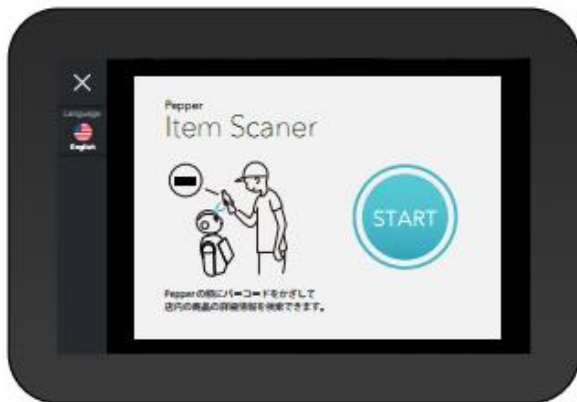 Language
English
Pepper
Item Scaner
START
Pepperの額にバーコードをかざして
店内の商品の詳細情報を検索できます。